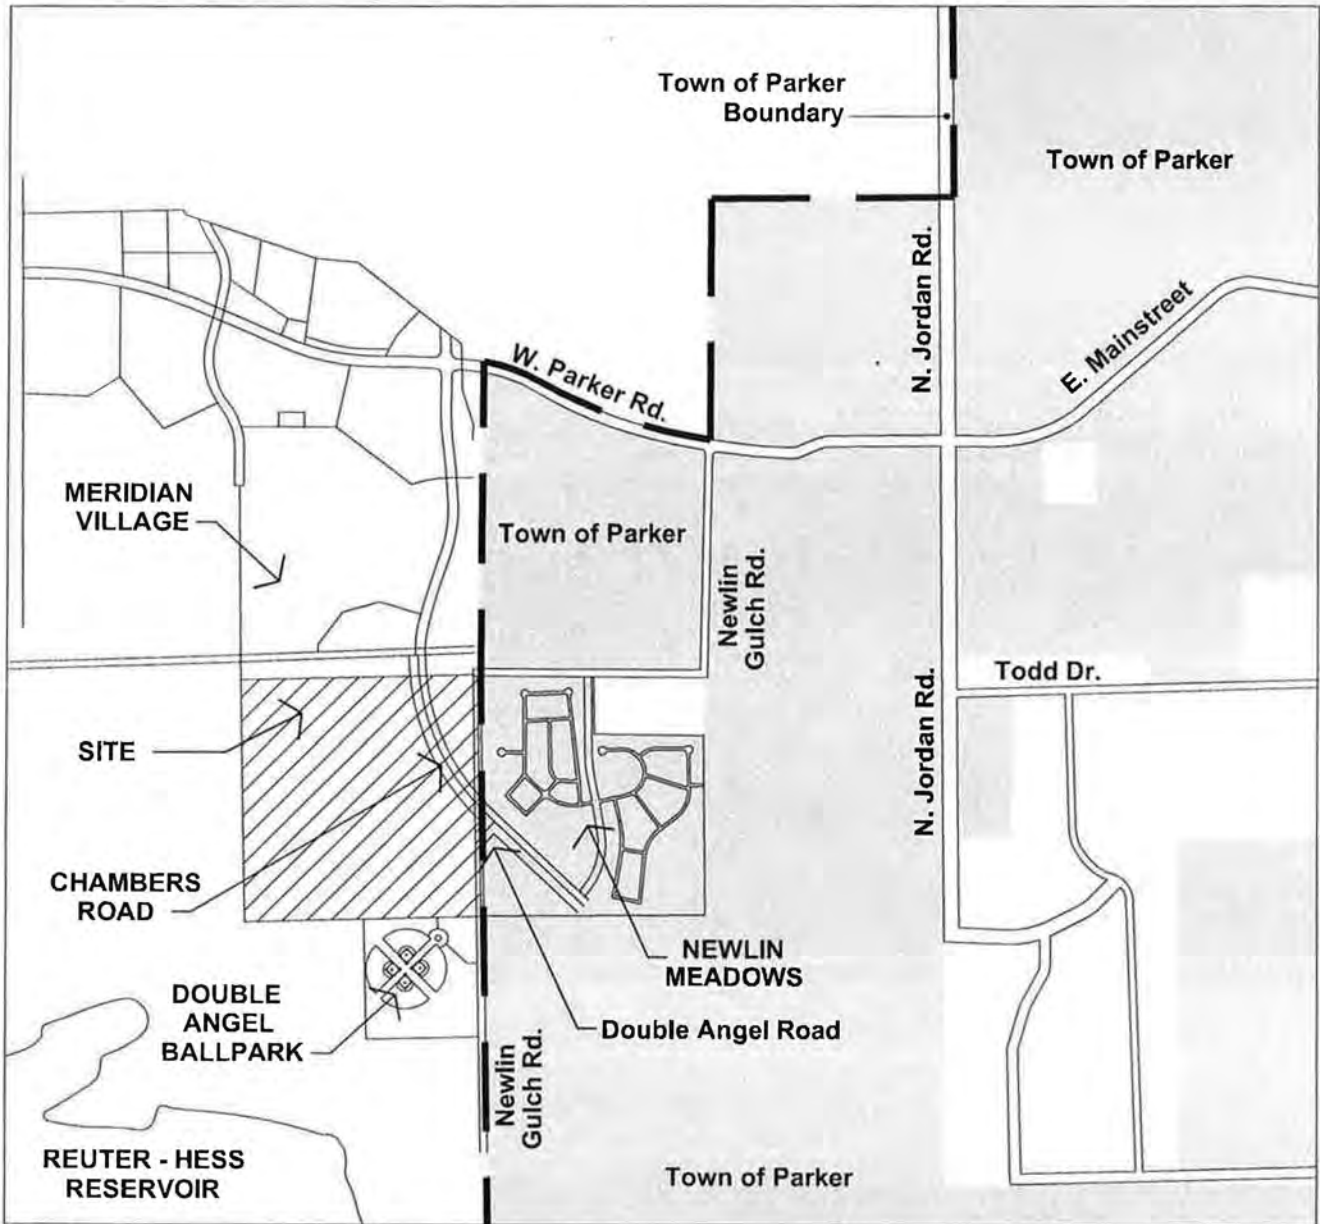 Town of Parker
Boundary
Town of Parker
N. Jordan Rd.
E. Mainstreet
W. Parker Rd.
MERIDIAN
VILLAGE
Town of Parker
Newlin
Gulch Rd.
Todd Dr.
N. Jordan Rd.
SITE
CHAMBERS
ROAD
NEWLIN
MEADOWS
DOUBLE
ANGEL
BALLPARK
Double Angel Road
Newlin
Gulch Rd.
REUTER - HESS
RESERVOIR
Town of Parker